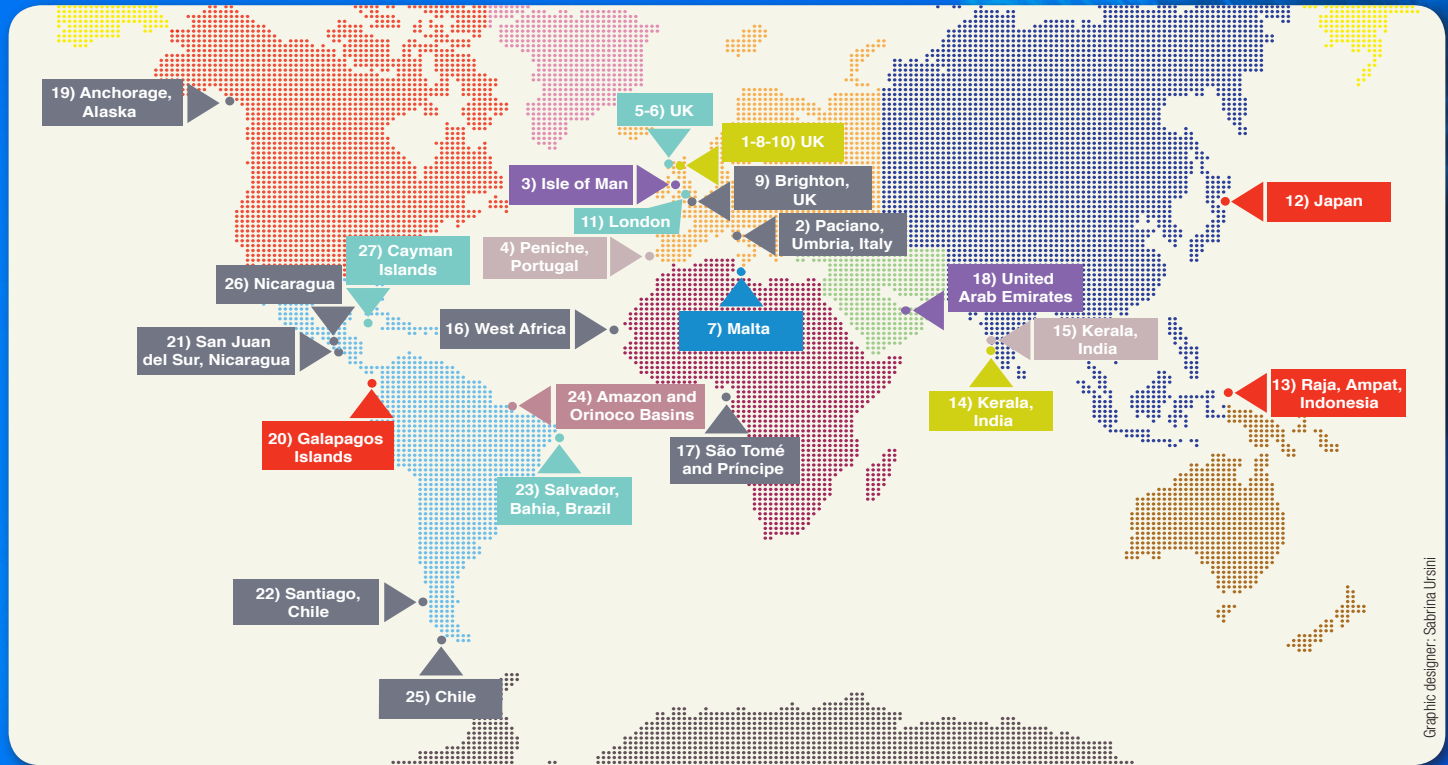 19) Anchorage,
Alaska
5-6) UK
1-8-10) UK
3) Isle of Man
9) Brighton,
UK
11) London
2) Paciano,
Umbria, Italy
4) Peniche,
Portugal
12) Japan
27) Cayman
Islands
26) Nicaragua
18) United
Arab Emirates
16) West Africa
7) Malta
15) Kerala,
India
21) San Juan
del Sur, Nicaragua
24) Amazon and
Orinoco Basins
14) Kerala,
India
13) Raja, Ampat,
Indonesia
20) Galapagos
Islands
17) São Tomé
and Príncipe
23) Salvador,
Bahia, Brazil
22) Santiago,
Chile
25) Chile
Graphic designer: Sabrina Ursini